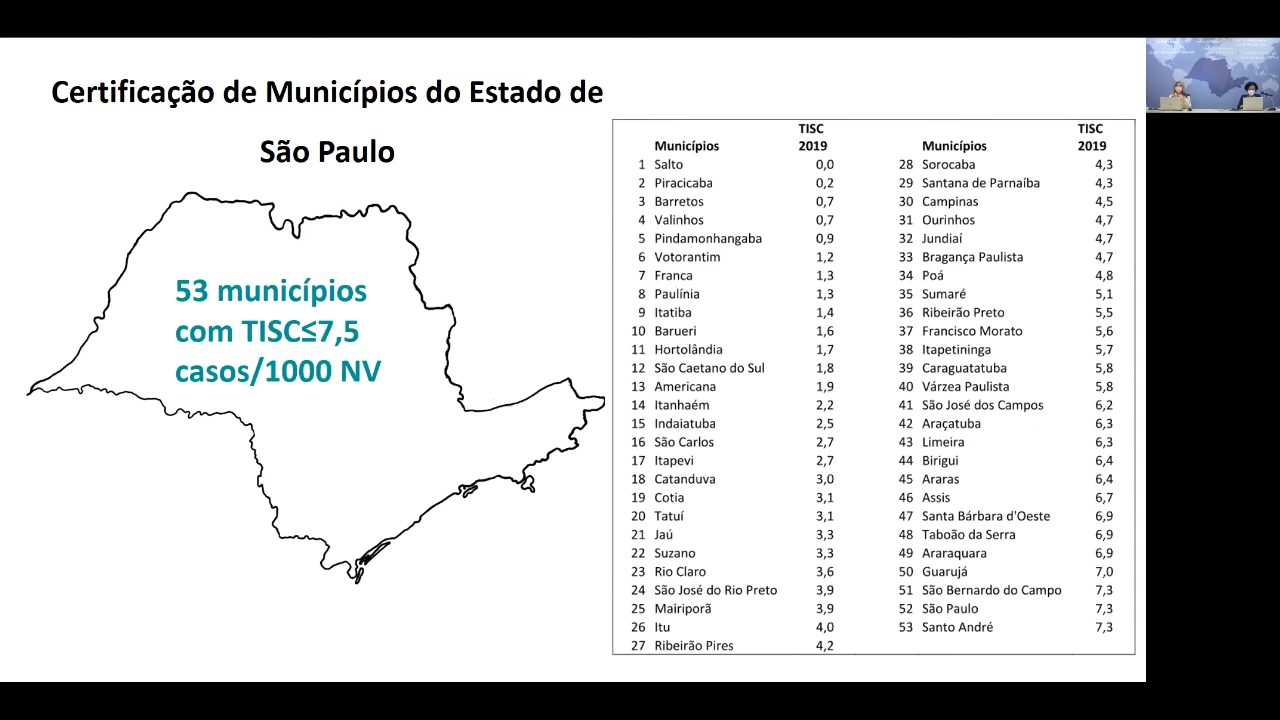 Certificação de Municípios do Estado de
São Paulo
53 municípios
com TISC≤7,5
casos/1000 NV
Municípios TISC 2019
1 Salto 0,0
2 Piracicaba 0,2
3 Barretos 0,7
4 Valinhos 0,7
5 Pindamonhangaba 0,9
6 Votorantim 1,2
7 Franca 1,3
8 Paulínia 1,3
9 Itatiba 1,4
10 Barueri 1,6
11 Hortolândia 1,7
12 São Caetano do Sul 1,8
13 Americana 1,9
14 Itanhaém 2,2
15 Indaiatuba 2,5
16 São Carlos 2,7
17 Itapevi 2,7
18 Catanduva 3,0
19 Cotia 3,1
20 Tatuí 3,1
21 Jaú 3,3
22 Suzano 3,3
23 Rio Claro 3,6
24 São José do Rio Preto 3,9
25 Mairiporã 3,9
26 Itu 4,0
27 Ribeirão Pires 4,2
Municípios TISC 2019
28 Sorocaba 4,3
29 Santana de Parnaíba 4,3
30 Campinas 4,5
31 Ourinhos 4,7
32 Jundiaí 4,7
33 Bragança Paulista 4,7
34 Poá 4,8
35 Sumaré 5,1
36 Ribeirão Preto 5,5
37 Francisco Morato 5,6
38 Itapetininga 5,7
39 Caraguatatuba 5,8
40 Várzea Paulista 5,8
41 São José dos Campos 6,2
42 Araçatuba 6,3
43 Limeira 6,3
44 Birigui 6,4
45 Araras 6,4
46 Assis 6,7
47 Santa Bárbara d'Oeste 6,9
48 Taboão da Serra 6,9
49 Araraquara 6,9
50 Guarujá 7,0
51 São Bernardo do Campo 7,3
52 São Paulo 7,3
53 Santo André 7,3